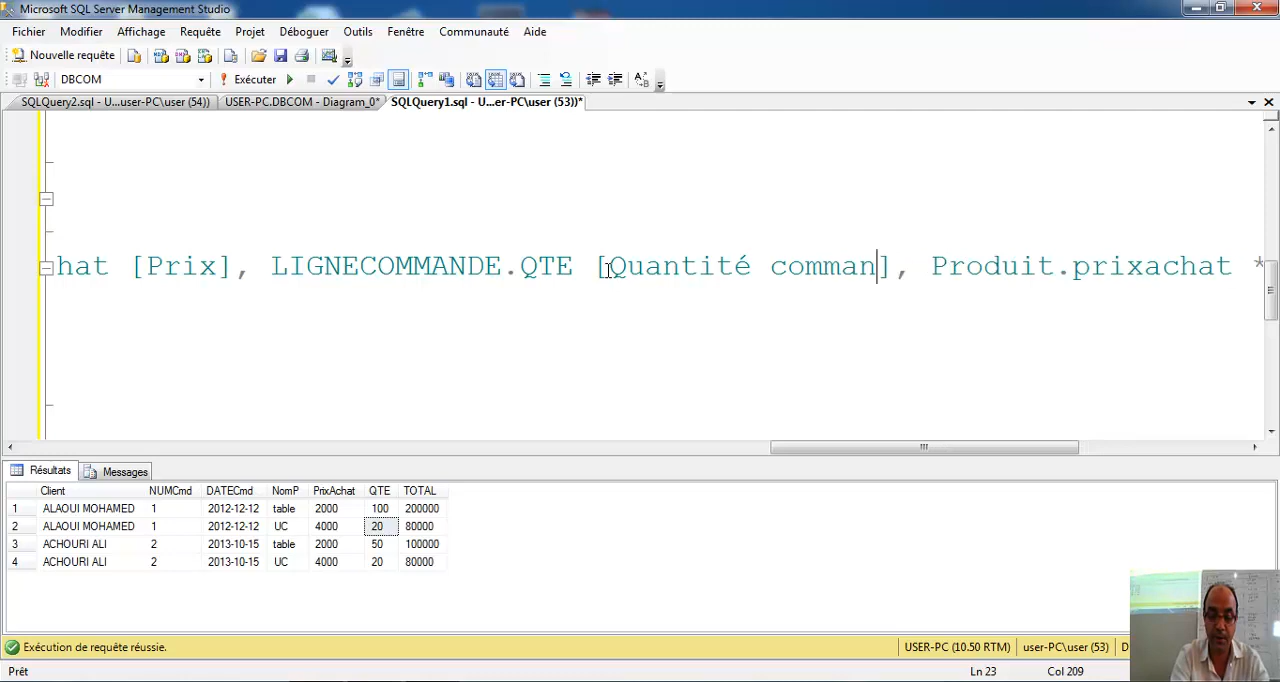 Microsoft SQL Server Management Studio
Fichier Modifier Affichage Requête Projet Déboguer Outils Fenêtre Communauté Aide
Nouvelle requête
DBCOM Exécuter
SQLQuery2.sql - U...user-PC\user (54)) USER-PC.DBCOM - Diagram_0* SQLQuery1.sql - U...er-PC\user (53))*
hat [Prix], LIGNECOMMANDE.QTE [Quantité comman], Produit.prixachat *
Résultats Messages
Client NUMCmd DATECmd NomP PrixAchat QTE TOTAL
1 ALAOUI MOHAMED 1 2012-12-12 table 2000 100 200000
2 ALAOUI MOHAMED 1 2012-12-12 UC 4000 20 80000
3 ACHOURI ALI 2 2013-10-15 table 2000 50 100000
4 ACHOURI ALI 2 2013-10-15 UC 4000 20 80000
Exécution de requête réussie. USER-PC (10.50 RTM) user-PC\user (53) D
Prêt Ln 23 Col 209